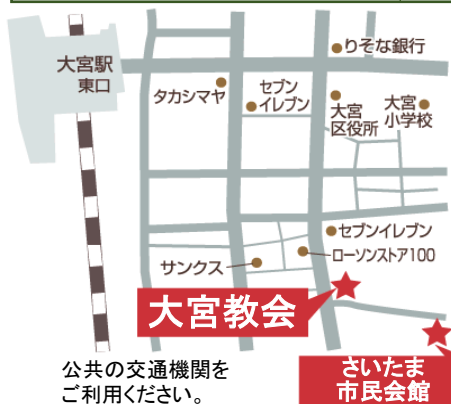 りそな銀行
大宮駅
東口
タカシマヤ
セブン
イレブン
大宮
区役所
大宮
小学校
セブンイレブン
ローソンストア100
サンクス
大宮教会
さいたま
市民会館
公共の交通機関を
ご利用ください。